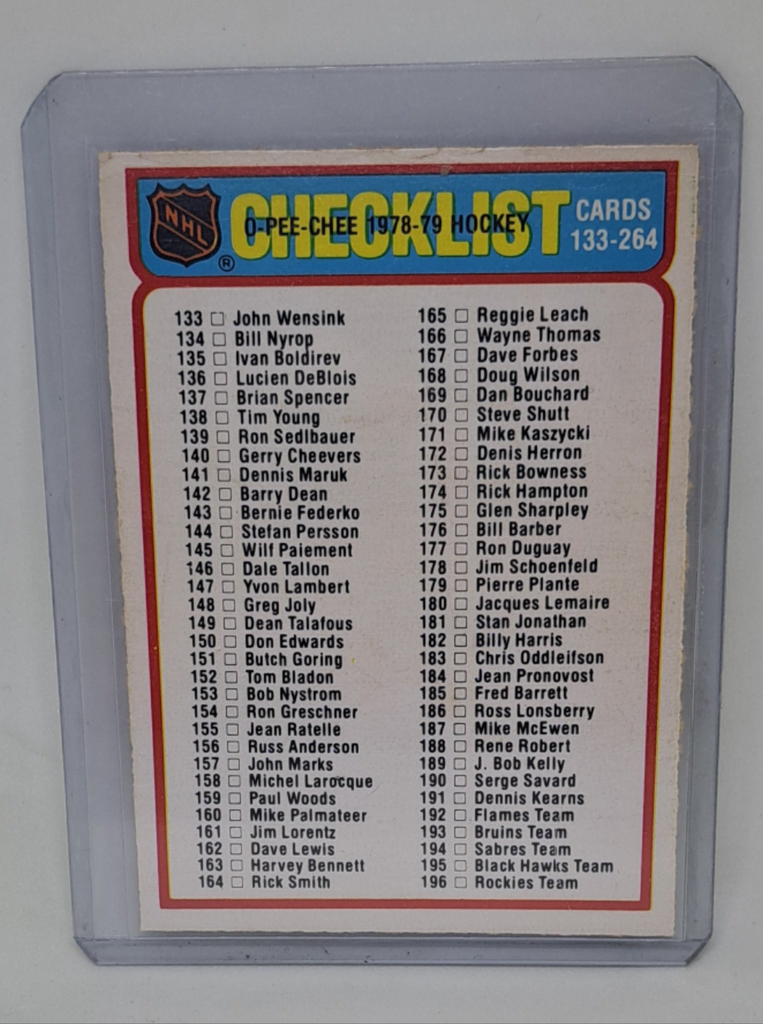 NHL
®
CHECKLIST
O-PEE-CHEE 1978-79 HOCKEY
CARDS
133-264
133 John Wensink
134 Bill Nyrop
135 Ivan Boldirev
136 Lucien DeBlois
137 Brian Spencer
138 Tim Young
139 Ron Sedlbauer
140 Gerry Cheevers
141 Dennis Maruk
142 Barry Dean
143 Bernie Federko
144 Stefan Persson
145 Wilf Paiement
146 Dale Tallon
147 Yvon Lambert
148 Greg Joly
149 Dean Talafous
150 Don Edwards
151 Butch Goring
152 Tom Bladon
153 Bob Nystrom
154 Ron Greschner
155 Jean Ratelle
156 Russ Anderson
157 John Marks
158 Michel Larocque
159 Paul Woods
160 Mike Palmateer
161 Jim Lorentz
162 Dave Lewis
163 Harvey Bennett
164 Rick Smith
165 Reggie Leach
166 Wayne Thomas
167 Dave Forbes
168 Doug Wilson
169 Dan Bouchard
170 Steve Shutt
171 Mike Kaszycki
172 Denis Herron
173 Rick Bowness
174 Rick Hampton
175 Glen Sharpley
176 Bill Barber
177 Ron Duguay
178 Jim Schoenfeld
179 Pierre Plante
180 Jacques Lemaire
181 Stan Jonathan
182 Billy Harris
183 Chris Oddleifson
184 Jean Pronovost
185 Fred Barrett
186 Ross Lonsberry
187 Mike McEwen
188 Rene Robert
189 J. Bob Kelly
190 Serge Savard
191 Dennis Kearns
192 Flames Team
193 Bruins Team
194 Sabres Team
195 Black Hawks Team
196 Rockies Team